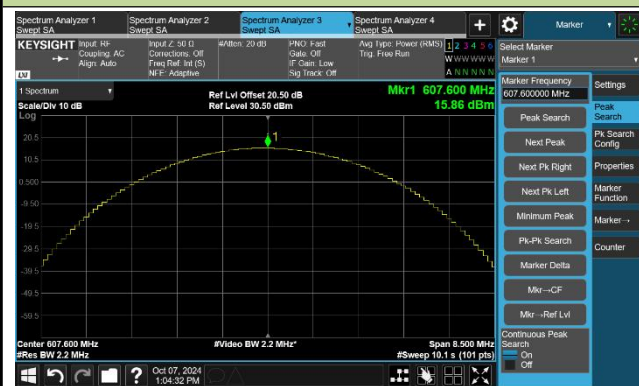 Spectrum Analyzer 1
Swept SA
Spectrum Analyzer 2
Swept SA
Spectrum Analyzer 3
Swept SA
Spectrum Analyzer 4
Swept SA
+
Marker
KEYSIGHT
Input: RF
Coupling: AC
Align: Auto
Input Z: 50 Ω
Corrections: Off
Freq Ref: Int (S)
NFE: Adaptive
#Atten: 20 dB
PNO: Fast
Gate: Off
IF Gain: Low
Sig Track: Off
Avg Type: Power (RMS)
Trig: Free Run
1 2 3 4 5 6
W W W W W W
A N N N N N
LXI
Select Marker
Marker 1
1 Spectrum
Scale/Div 10 dB
Log
Ref Lvl Offset 20.50 dB
Ref Level 30.50 dBm
Mkr1 607.600 MHz
15.86 dBm
1
20.5
10.5
0.500
-9.50
-19.5
-29.5
-39.5
-49.5
-59.5
Center 607.600 MHz
#Res BW 2.2 MHz
#Video BW 2.2 MHz*
Span 8.500 MHz
#Sweep 10.1 s (101 pts)
Marker Frequency
607.600000 MHz
Peak Search
Next Peak
Next Pk Right
Next Pk Left
Minimum Peak
Pk-Pk Search
Marker Delta
Mkr→CF
Mkr→Ref Lvl
Continuous Peak
Search
On
Off
Settings
Peak
Search
Pk Search
Config
Properties
Marker
Function
Marker→
Counter
?
Oct 07, 2024
1:04:32 PM